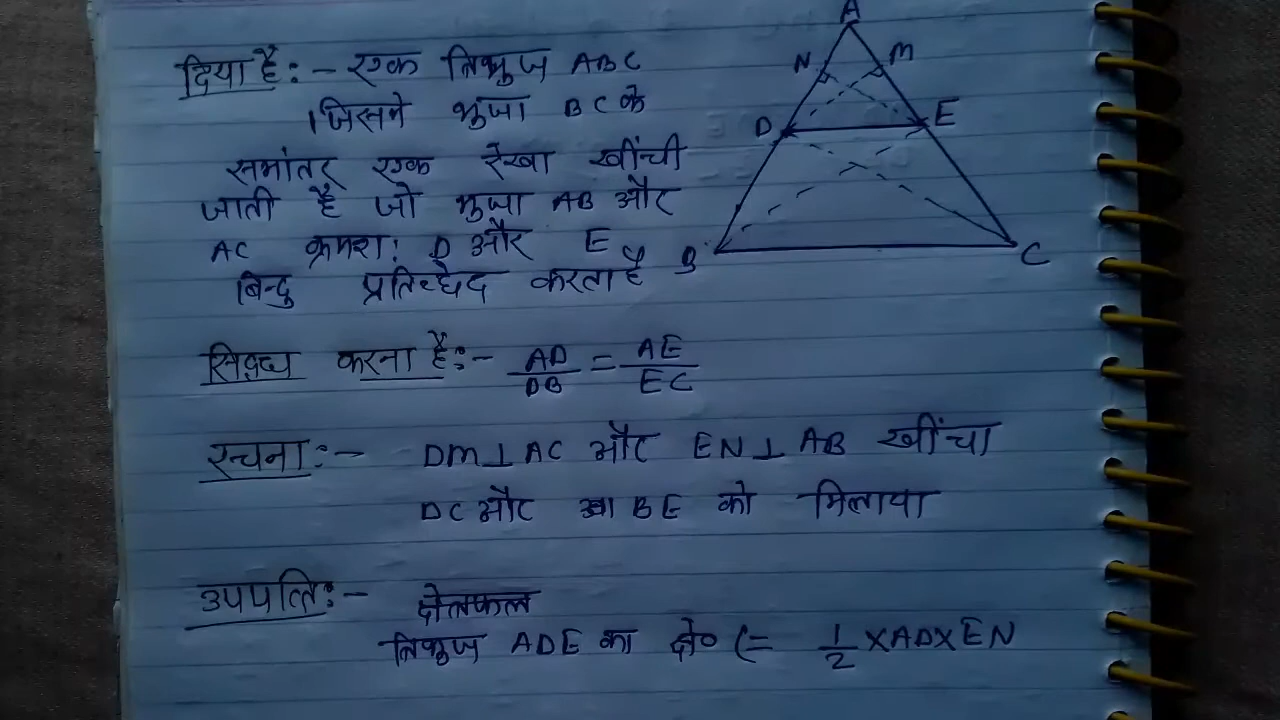 दिया है:- एक त्रिभुज ABC
जिसमे भुजा BC के
समांतर एक रेखा खींची
जाती है जो भुजा AB और
AC क्रमश: D और E
बिन्दु प्रतिच्छेद करता है
A
N M
D E
B C
सिद्ध करना है:- AD/DB = AE/EC
रचना:- DM⊥AC और EN⊥AB खींचा
DC और BE को मिलाया
उपपत्ति:- क्षेत्रफल
त्रिभुज ADE का क्षे० (= 1/2 ×AD×EN